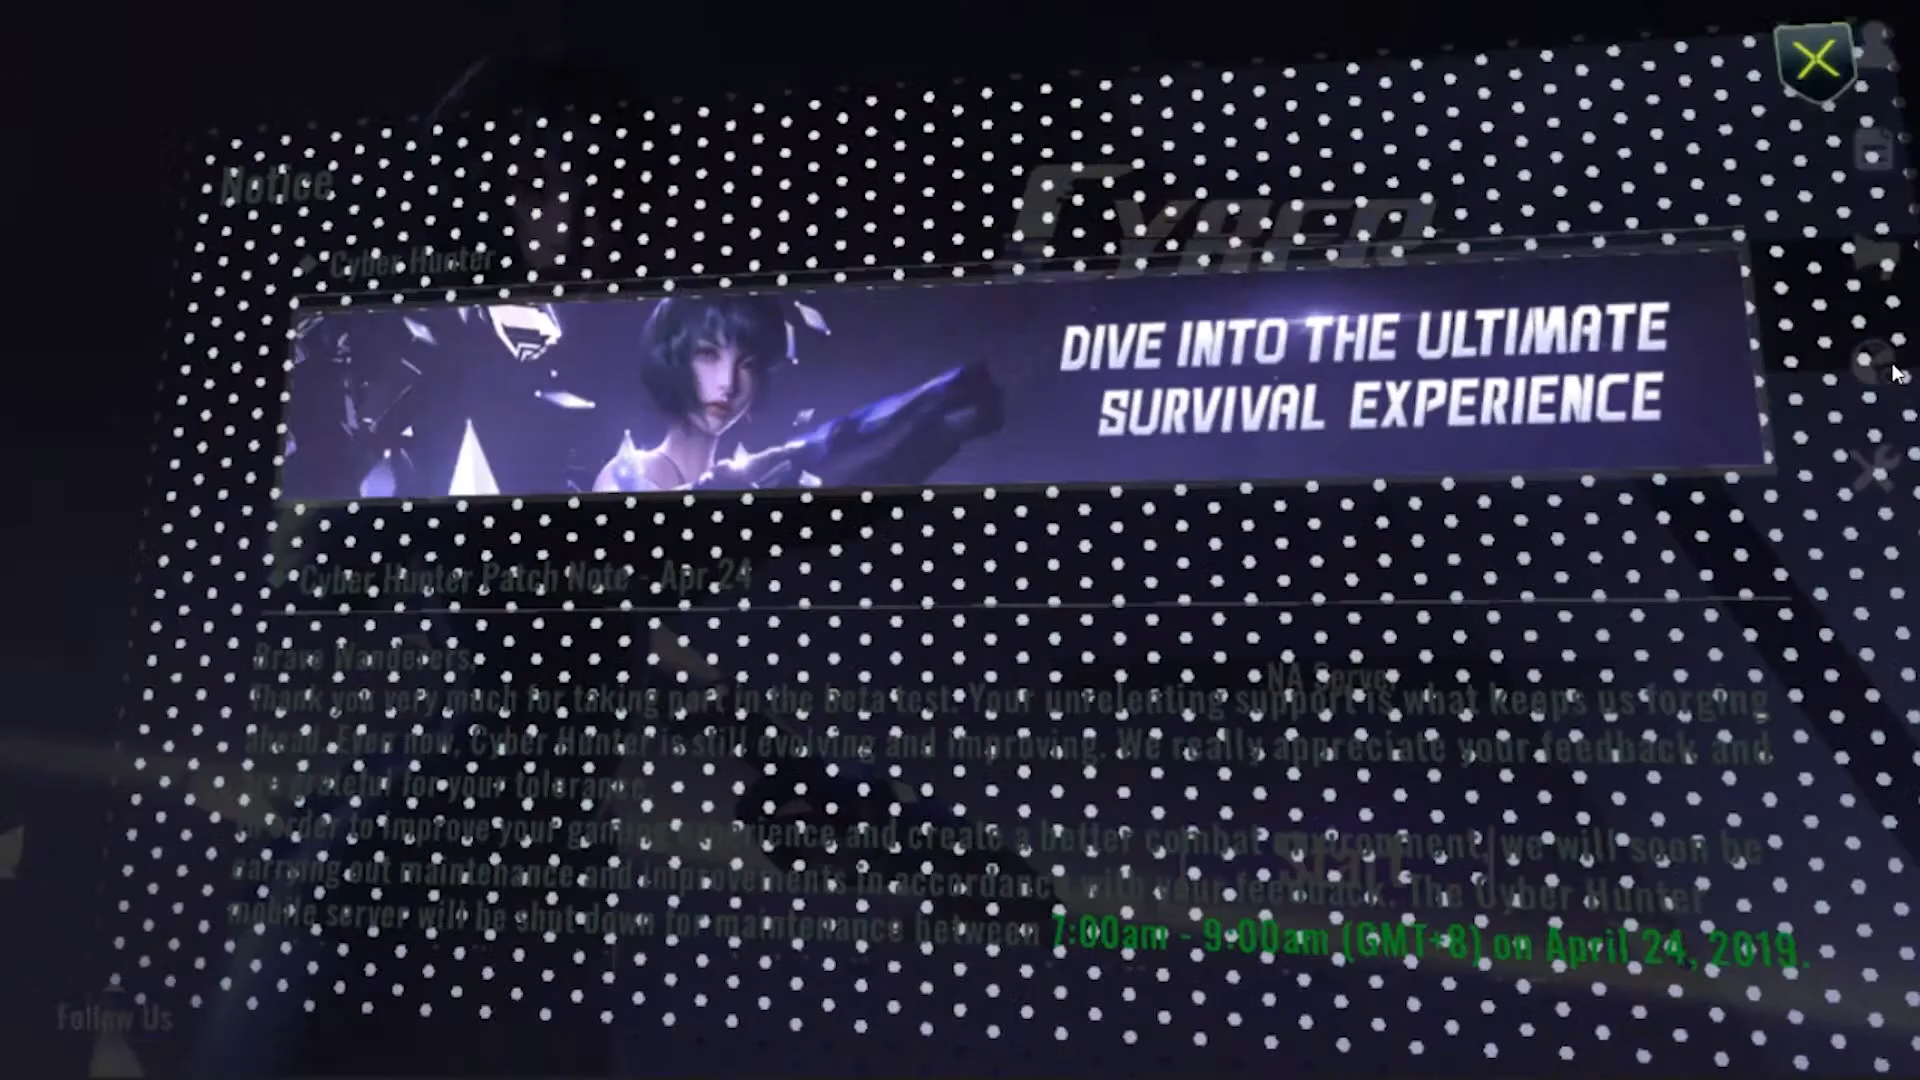 Notice
CYBER
Cyber Hunter
DIVE INTO THE ULTIMATE
SURVIVAL EXPERIENCE
Cyber Hunter Patch Note - Apr.24
Brave Wanderers,
NA Server
Thank you very much for taking part in the beta test. Your unrelenting support is what keeps us forging
ahead. Even now, Cyber Hunter is still evolving and improving. We really appreciate your feedback and
are grateful for your tolerance.
In order to improve your gaming experience and create a better combat environment, we will soon be
Start
carrying out maintenance and improvements in accordance with your feedback. The Cyber Hunter
mobile server will be shut down for maintenance between 7:00am - 9:00am (GMT+8) on April 24, 2019.
Follow Us